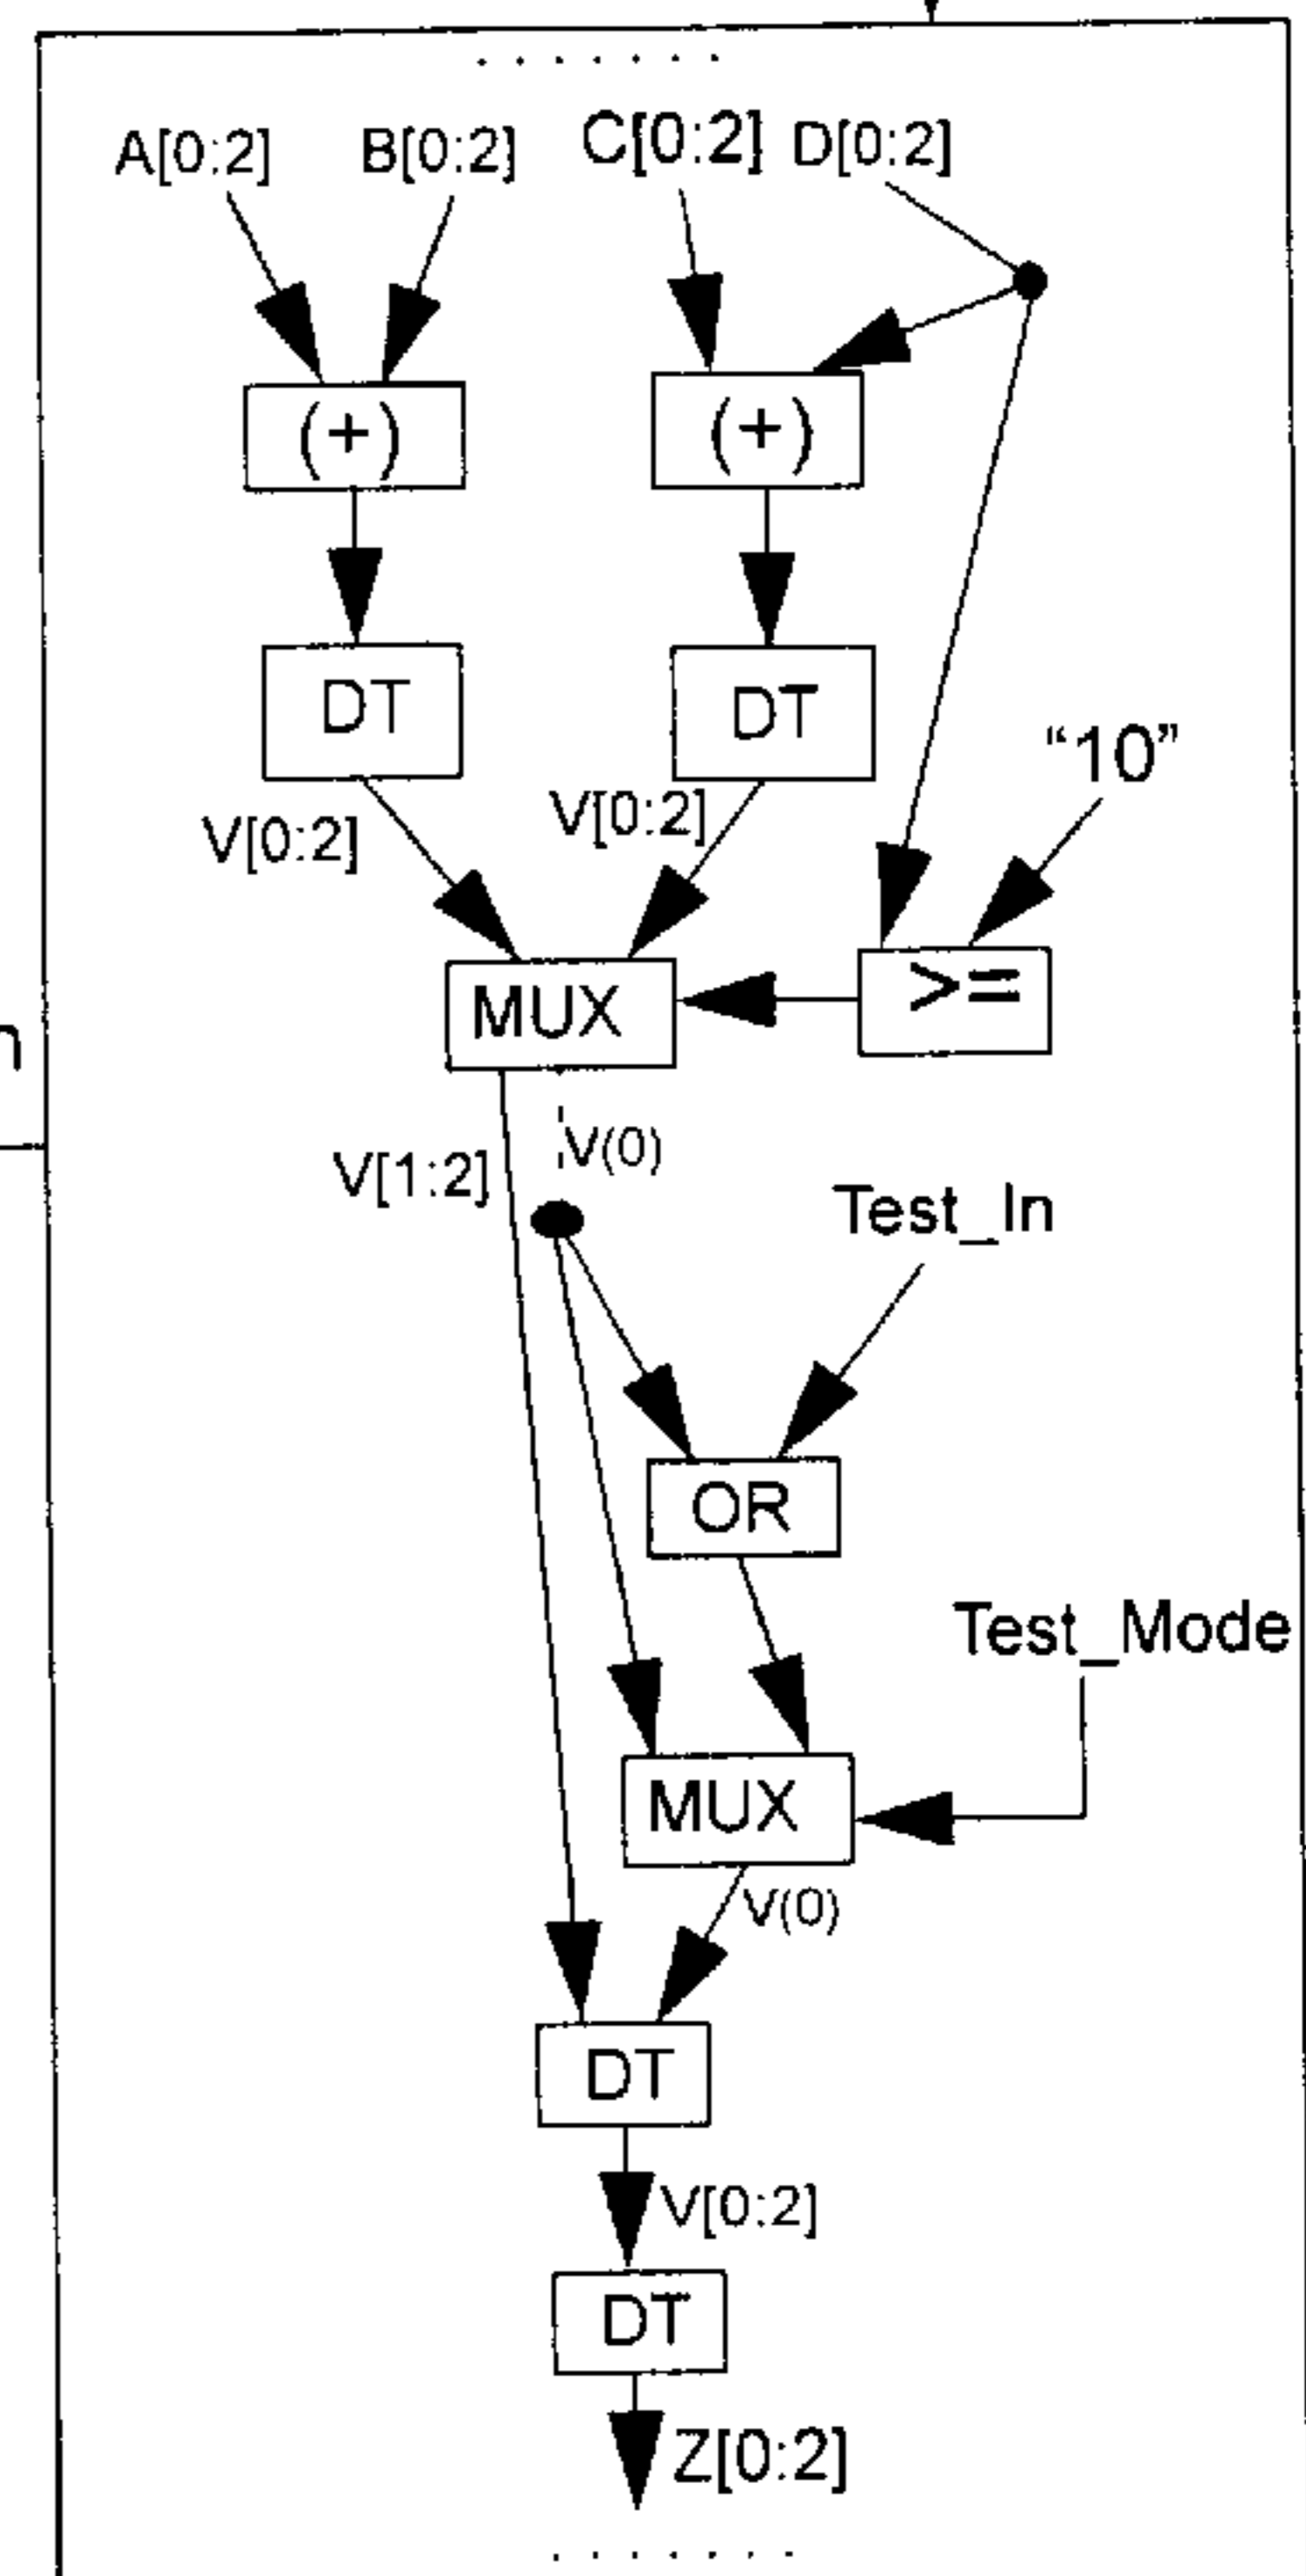 A[0:2] B[0:2] C[0:2] D[0:2]
(+) (+)
DT DT
“10”
V[0:2] V[0:2]
MUX >=
n
V[1:2] V(0)
Test_In
OR
Test_Mode
MUX
V(0)
DT
V[0:2]
DT
Z[0:2]